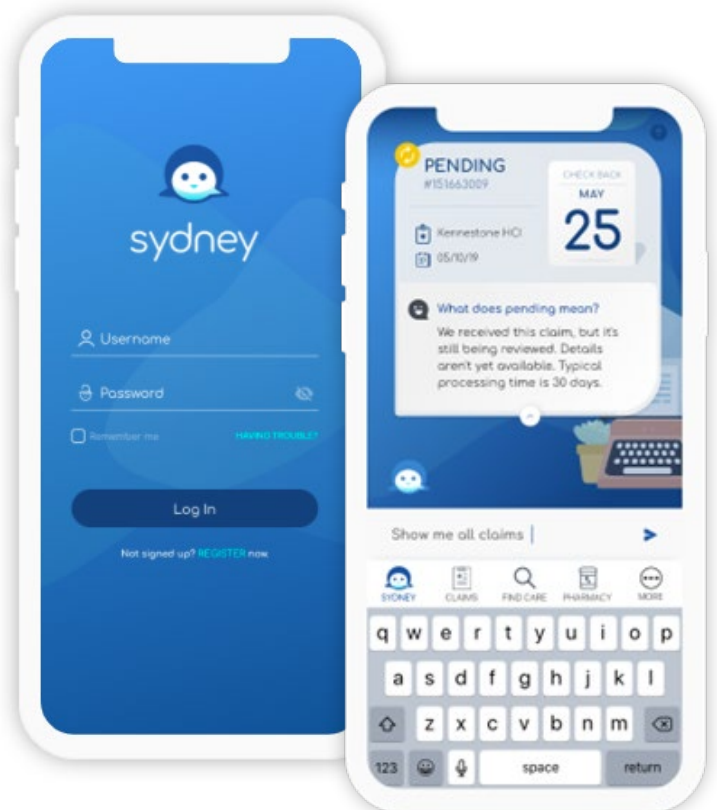 sydney
Username
Password
Remember me
HAVING TROUBLE?
Log In
Not signed up? REGISTER now.
PENDING
#151663009
CHECK BACK
MAY
25
Kennestone HCI
05/10/19
What does pending mean?
We received this claim, but it's
still being reviewed. Details
aren't yet available. Typical
processing time is 30 days.
Show me all claims
SYDNEY CLAIMS FIND CARE PHARMACY MORE
q w e r t y u i o p
a s d f g h j k l
z x c v b n m
123 space return